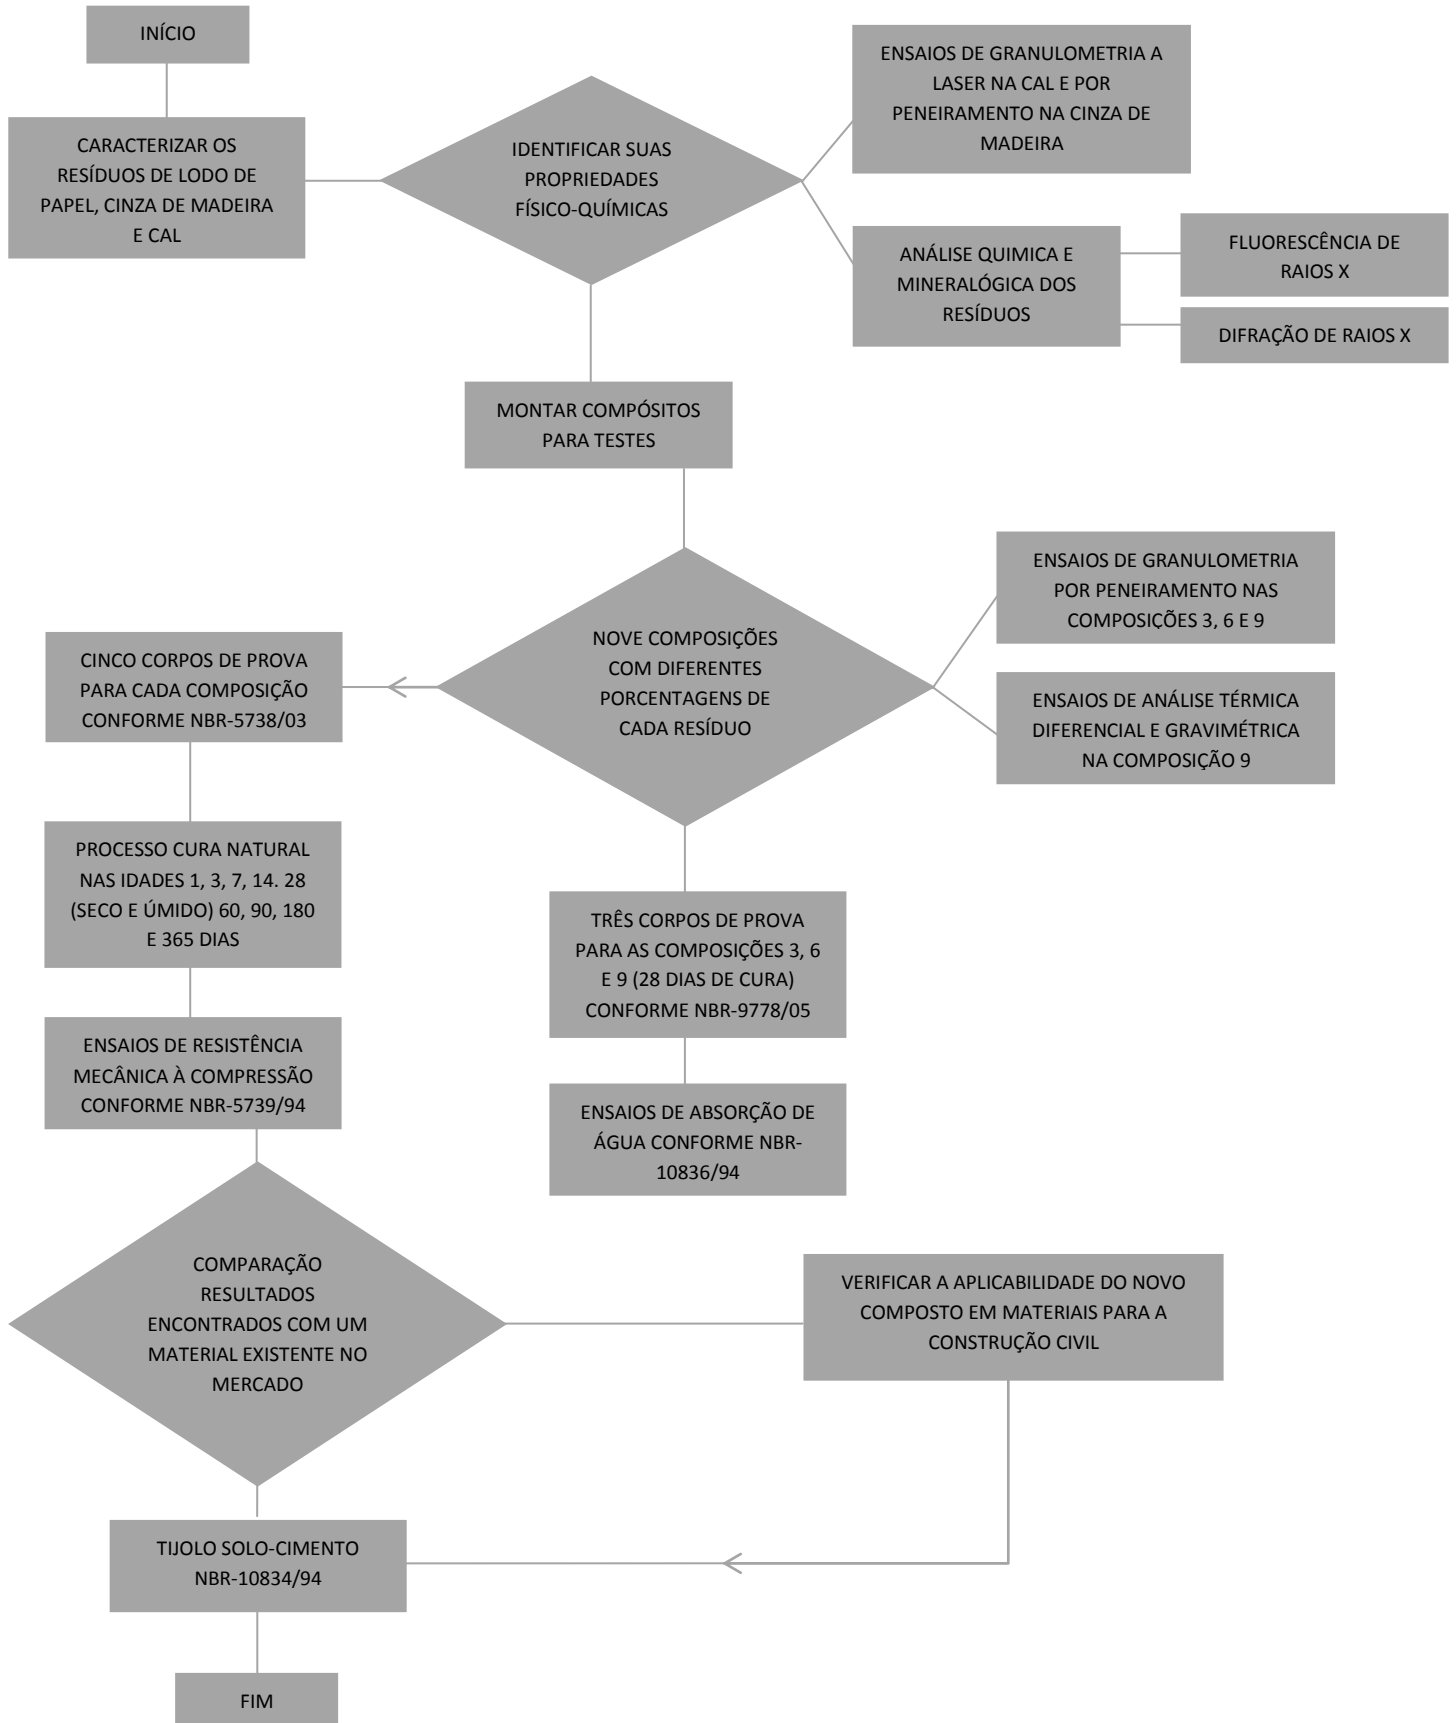 INÍCIO
CARACTERIZAR OS
RESÍDUOS DE LODO DE
PAPEL, CINZA DE MADEIRA
E CAL
IDENTIFICAR SUAS
PROPRIEDADES
FÍSICO-QUÍMICAS
ENSAIOS DE GRANULOMETRIA A
LASER NA CAL E POR
PENEIRAMENTO NA CINZA DE
MADEIRA
ANÁLISE QUIMICA E
MINERALÓGICA DOS
RESÍDUOS
FLUORESCÊNCIA DE
RAIOS X
DIFRAÇÃO DE RAIOS X
MONTAR COMPÓSITOS
PARA TESTES
NOVE COMPOSIÇÕES
COM DIFERENTES
PORCENTAGENS DE
CADA RESÍDUO
ENSAIOS DE GRANULOMETRIA
POR PENEIRAMENTO NAS
COMPOSIÇÕES 3, 6 E 9
ENSAIOS DE ANÁLISE TÉRMICA
DIFERENCIAL E GRAVIMÉTRICA
NA COMPOSIÇÃO 9
CINCO CORPOS DE PROVA
PARA CADA COMPOSIÇÃO
CONFORME NBR-5738/03
PROCESSO CURA NATURAL
NAS IDADES 1, 3, 7, 14. 28
(SECO E ÚMIDO) 60, 90, 180
E 365 DIAS
TRÊS CORPOS DE PROVA
PARA AS COMPOSIÇÕES 3, 6
E 9 (28 DIAS DE CURA)
CONFORME NBR-9778/05
ENSAIOS DE RESISTÊNCIA
MECÂNICA À COMPRESSÃO
CONFORME NBR-5739/94
ENSAIOS DE ABSORÇÃO DE
ÁGUA CONFORME NBR-
10836/94
COMPARAÇÃO
RESULTADOS
ENCONTRADOS COM UM
MATERIAL EXISTENTE NO
MERCADO
VERIFICAR A APLICABILIDADE DO NOVO
COMPOSTO EM MATERIAIS PARA A
CONSTRUÇÃO CIVIL
TIJOLO SOLO-CIMENTO
NBR-10834/94
FIM